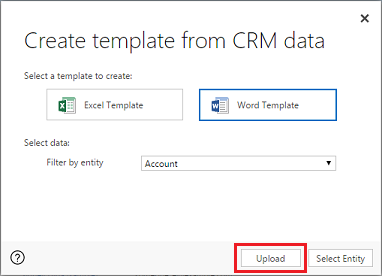 Create template from CRM data
Select a template to create:
Excel Template
Word Template
Select data:
Filter by entity
Account
Upload
Select Entity